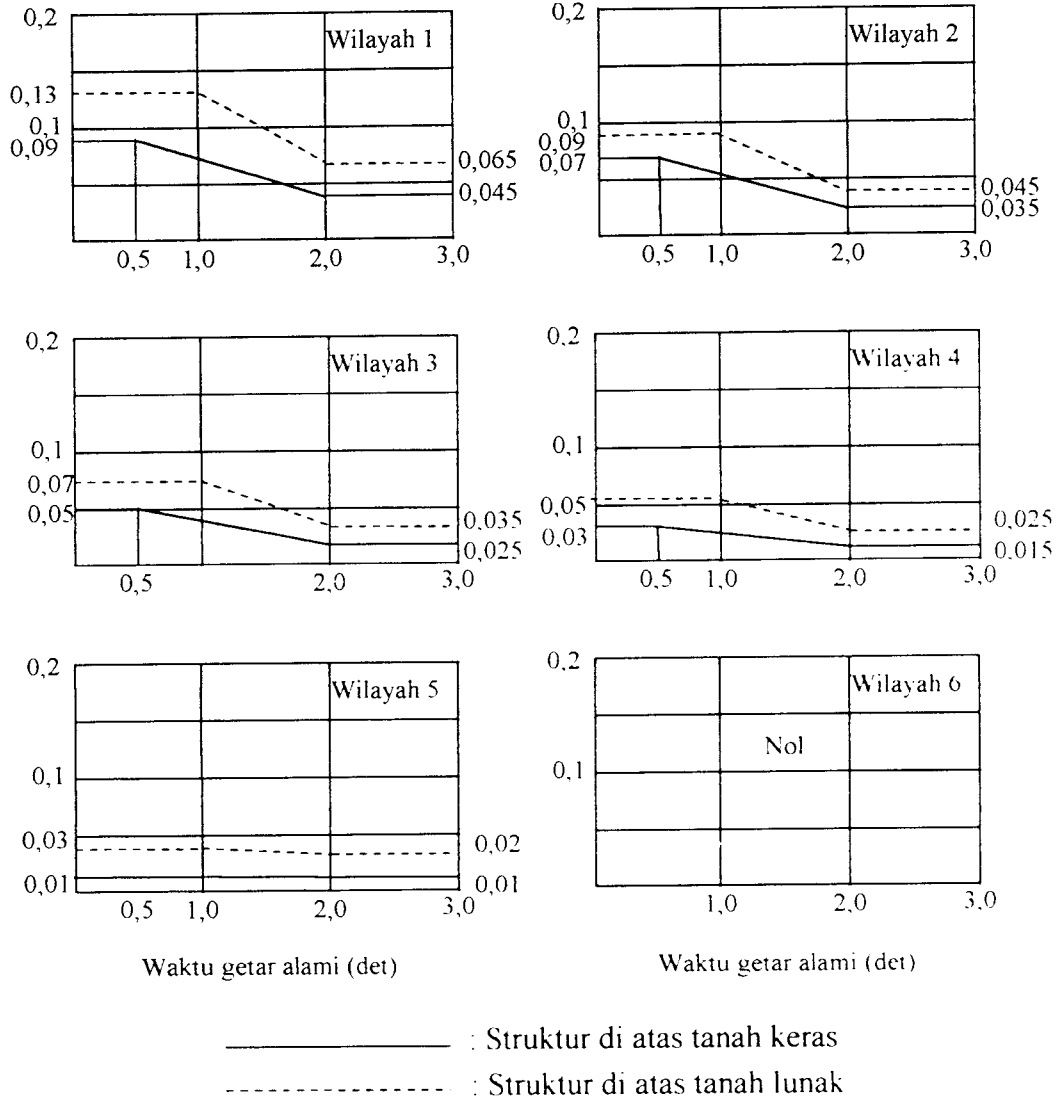 0,2
Wilayah 1
0,13
0,1
0,09
0,065
0,045
0,5 1,0 2,0 3,0
0,2
Wilayah 2
0,1
0,09
0,07
0,045
0,035
0,5 1,0 2,0 3,0
0,2
Wilayah 3
0,1
0,07
0,05
0,035
0,025
0,5 1,0 2,0 3,0
0,2
Wilayah 4
0,1
0,05
0,03
0,025
0,015
0,5 1,0 2,0 3,0
0,2
Wilayah 5
0,1
0,03
0,01
0,02
0,01
0,5 1,0 2,0 3,0
Waktu getar alami (det)
0,2
Wilayah 6
Nol
0,1
1,0 2,0 3,0
Waktu getar alami (det)
: Struktur di atas tanah keras
: Struktur di atas tanah lunak